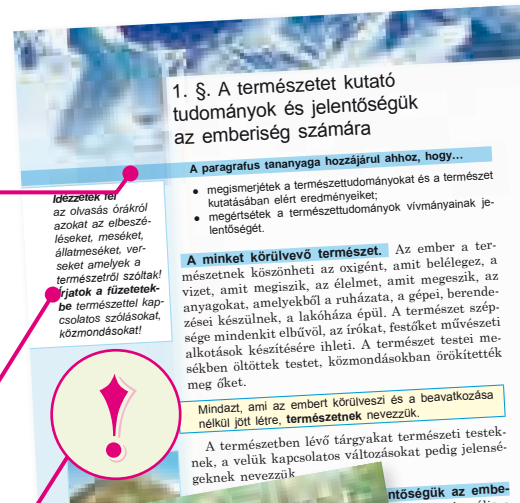 1. §. A természetet kutató
tudományok és jelentőségük
az emberiség számára
A paragrafus tananyaga hozzájárul ahhoz, hogy…
• megismerjétek a természettudományokat és a természet
kutatásában elért eredményeiket;
• megértsétek a természettudományok vívmányainak je-
lentőségét.
Idézzétek fel
az olvasás órákról
azokat az elbeszé-
léseket, meséket,
állatmeséket, ver-
seket amelyek a
természetről szóltak!
Írjatok a füzetetek-
be természettel kap-
csolatos szólásokat,
közmondásokat!
A minket körülvevő természet. Az ember a ter-
mészetnek köszönheti az oxigént, amit belélegez, a
vizet, amit megiszik, az élelmet, amit megeszik, az
anyagokat, amelyekből a ruházata, a gépei, berende-
zései készülnek, a lakóháza épül. A természet szép-
sége mindenkit elbűvöl, az írókat, festőket művészeti
alkotások készítésére ihleti. A természet testei me-
sékben öltöttek testet, közmondásokban örökítették
meg őket.
!
Mindazt, ami az embert körülveszi és a beavatkozása
nélkül jött létre, természetnek nevezzük.
A természetben lévő tárgyakat természeti testek-
nek, a velük kapcsolatos változásokat pedig jelensé-
geknek nevezzük
ntőségük az embe-